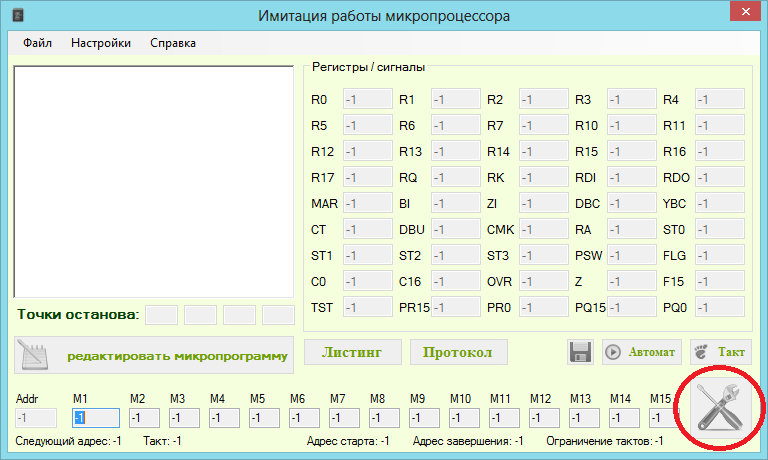 Имитация работы микропроцессора
Файл Настройки Справка
Регистры / сигналы
R0 -1 R1 -1 R2 -1 R3 -1 R4 -1
R5 -1 R6 -1 R7 -1 R10 -1 R11 -1
R12 -1 R13 -1 R14 -1 R15 -1 R16 -1
R17 -1 RQ -1 RK -1 RDI -1 RDO -1
MAR -1 BI -1 ZI -1 DBC -1 YBC -1
CT -1 DBU -1 CMK -1 RA -1 ST0 -1
ST1 -1 ST2 -1 ST3 -1 PSW -1 FLG -1
C0 -1 C16 -1 OVR -1 Z -1 F15 -1
TST -1 PR15 -1 PR0 -1 PQ15 -1 PQ0 -1
Точки останова:
редактировать микропрограмму Листинг Протокол Автомат Такт
Addr M1 M2 M3 M4 M5 M6 M7 M8 M9 M10 M11 M12 M13 M14 M15
-1 -1 -1 -1 -1 -1 -1 -1 -1 -1 -1 -1 -1 -1 -1 -1
Следующий адрес: -1 Такт: -1 Адрес старта: -1 Адрес завершения: -1 Ограничение тактов: -1